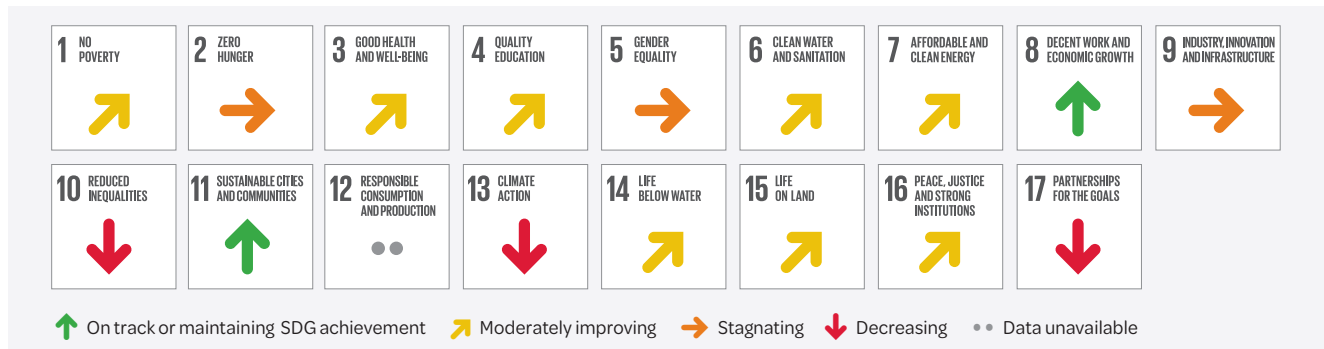 1 NO
POVERTY
2 ZERO
HUNGER
3 GOOD HEALTH
AND WELL-BEING
4 QUALITY
EDUCATION
5 GENDER
EQUALITY
6 CLEAN WATER
AND SANITATION
7 AFFORDABLE AND
CLEAN ENERGY
8 DECENT WORK AND
ECONOMIC GROWTH
9 INDUSTRY, INNOVATION
AND INFRASTRUCTURE
10 REDUCED
INEQUALITIES
11 SUSTAINABLE CITIES
AND COMMUNITIES
12 RESPONSIBLE
CONSUMPTION
AND PRODUCTION
13 CLIMATE
ACTION
14 LIFE
BELOW WATER
15 LIFE
ON LAND
16 PEACE, JUSTICE
AND STRONG
INSTITUTIONS
17 PARTNERSHIPS
FOR THE GOALS
On track or maintaining SDG achievement
Moderately improving
Stagnating
Decreasing
Data unavailable